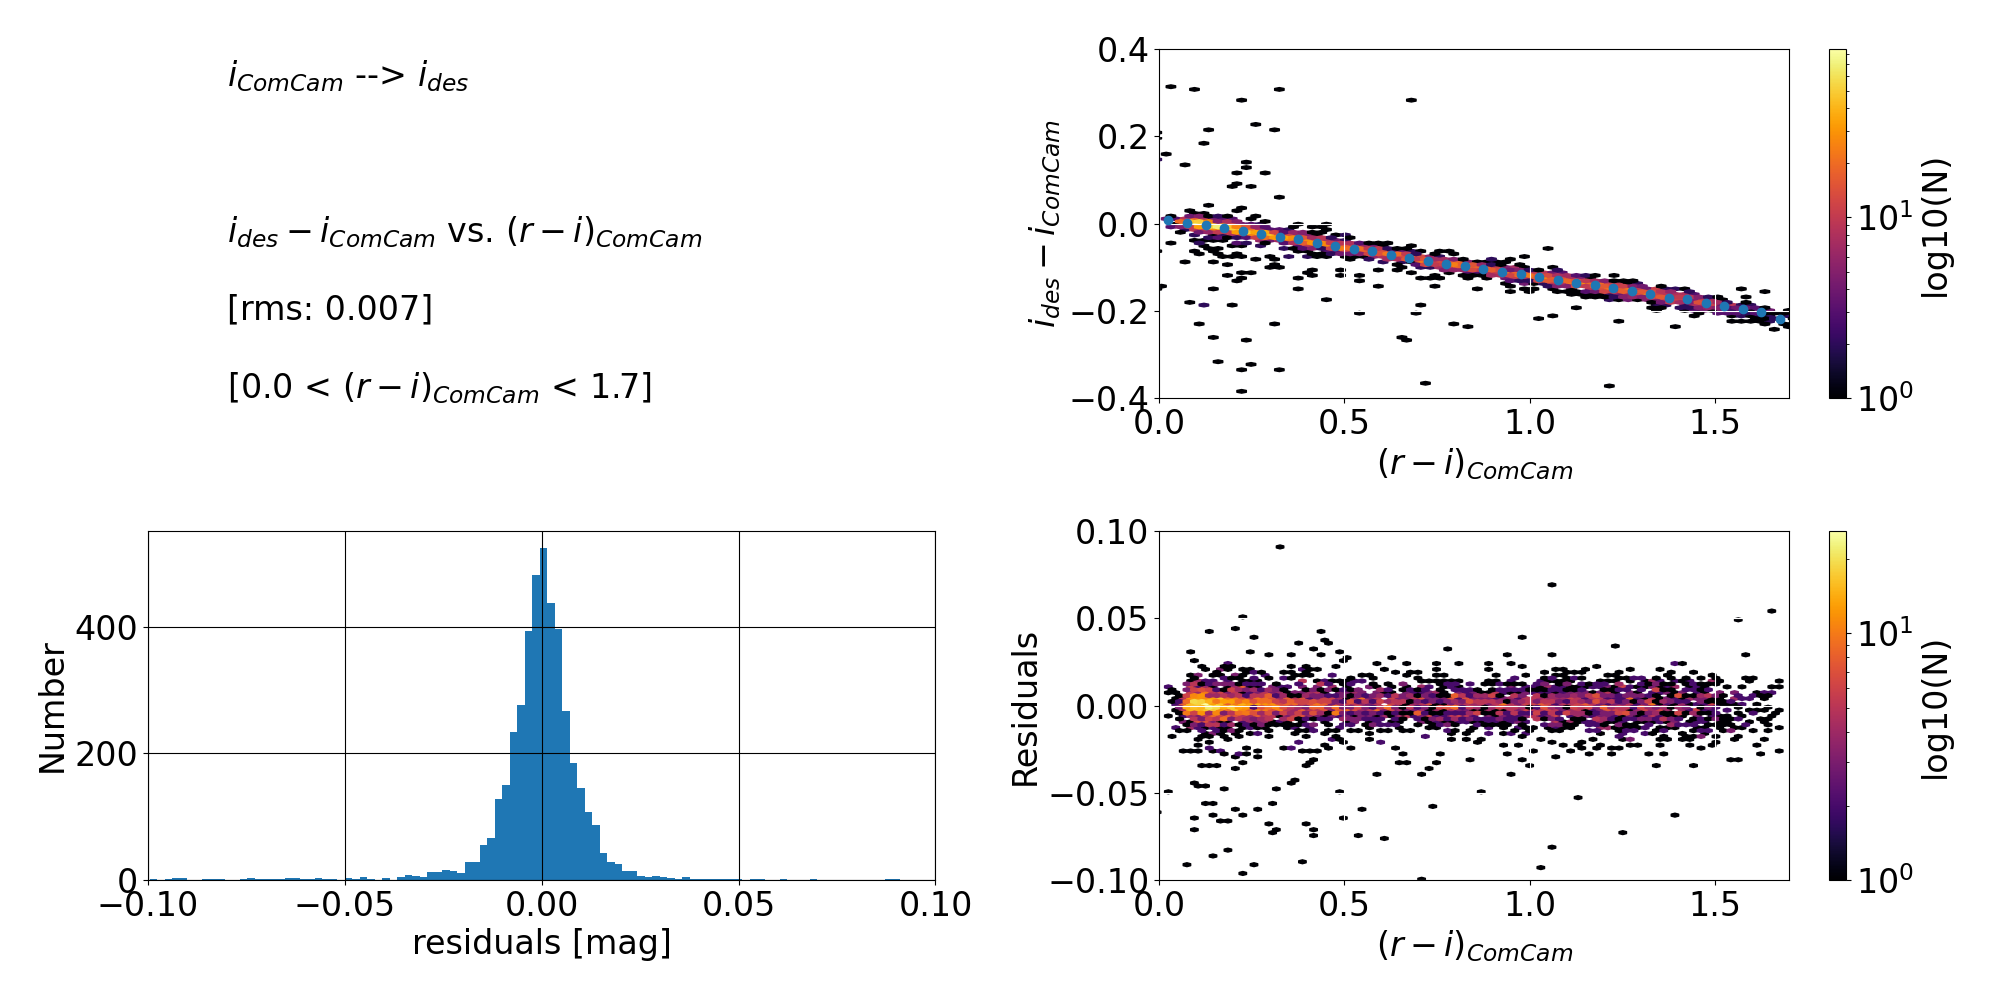 i_ComCam --> i_des
i_des − i_ComCam vs. (r − i)_ComCam
[rms: 0.007]
[0.0 < (r − i)_ComCam < 1.7]
0.4
0.2
0.0
−0.2
−0.4
i_des − i_ComCam
0.0 0.5 1.0 1.5
(r − i)_ComCam
10^1
10^0
log10(N)
400
200
0
Number
−0.10 −0.05 0.00 0.05 0.10
residuals [mag]
0.10
0.05
0.00
−0.05
−0.10
Residuals
0.0 0.5 1.0 1.5
(r − i)_ComCam
10^1
10^0
log10(N)